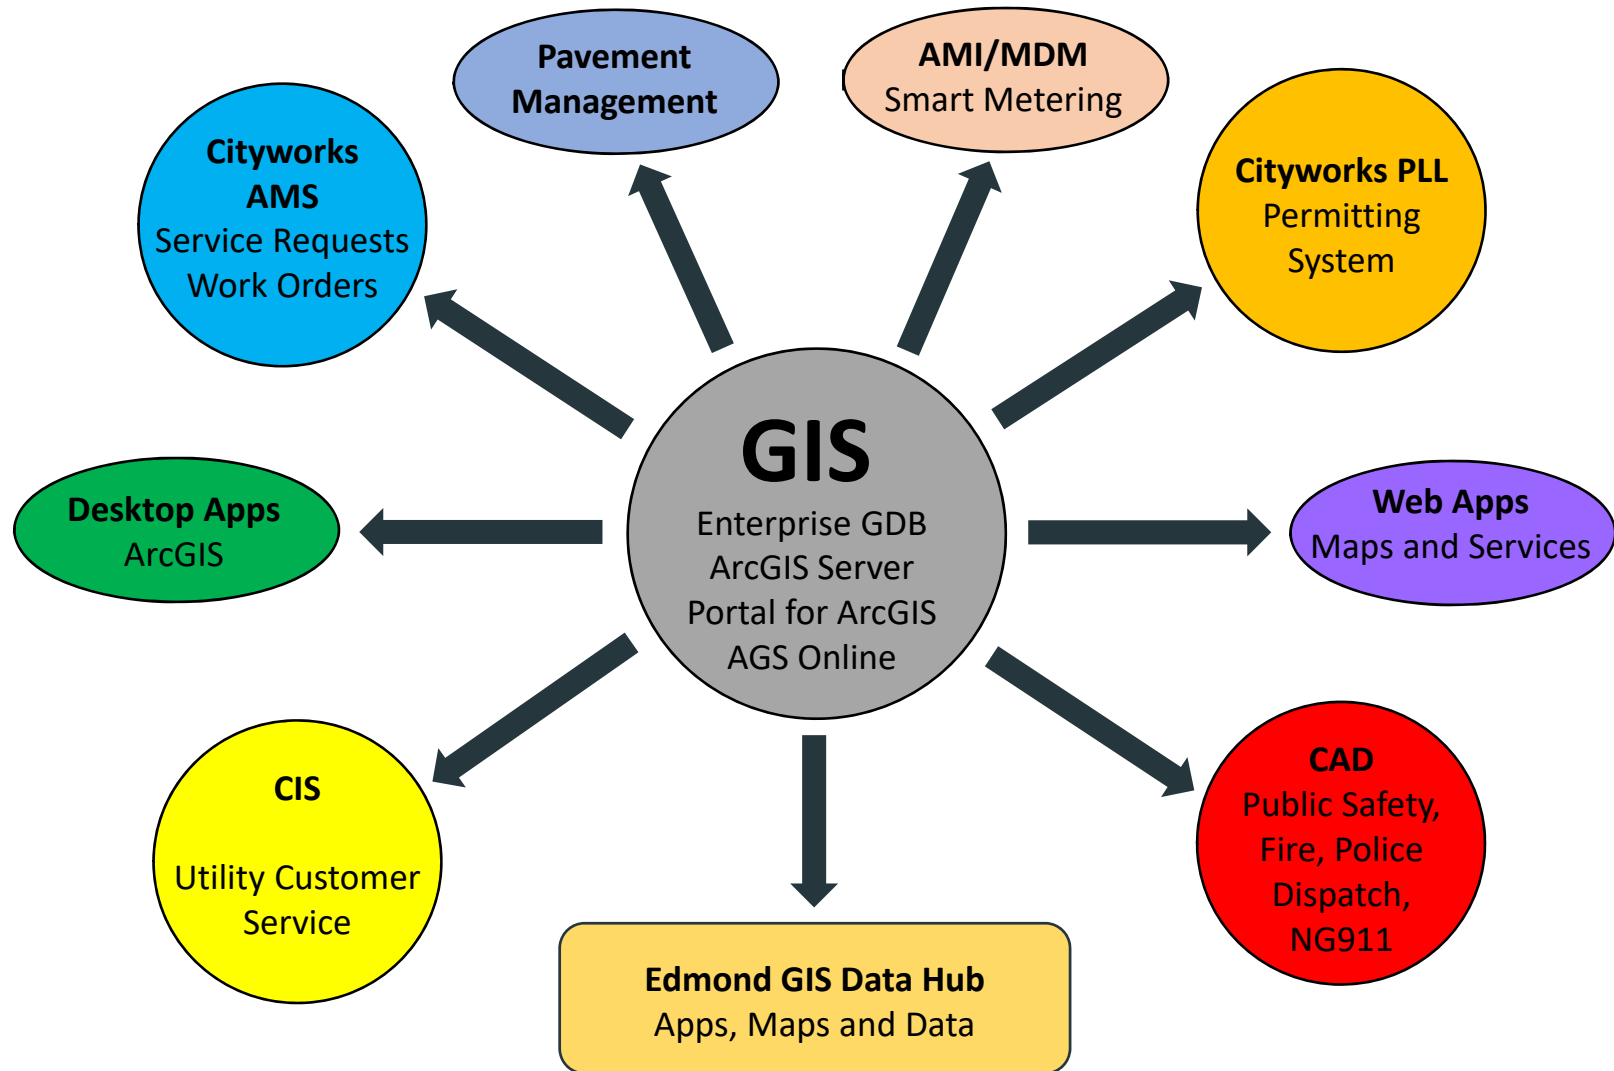 Pavement
Management
AMI/MDM
Smart Metering
Cityworks
AMS
Service Requests
Work Orders
Cityworks PLL
Permitting
System
GIS
Enterprise GDB
ArcGIS Server
Portal for ArcGIS
AGS Online
Desktop Apps
ArcGIS
Web Apps
Maps and Services
CIS
Utility Customer
Service
CAD
Public Safety,
Fire, Police
Dispatch,
NG911
Edmond GIS Data Hub
Apps, Maps and Data